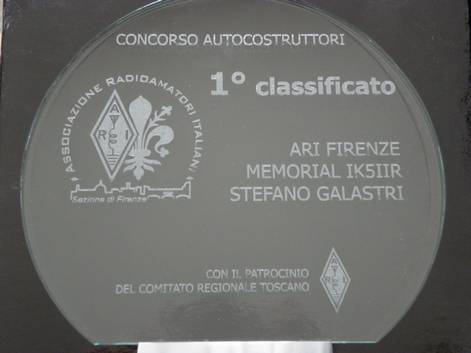 CONCORSO AUTOCOSTRUTTORI
1° classificato
ASSOCIAZIONE RADIOAMATORI ITALIANI
A
R I
Sezione di Firenze
ARI FIRENZE
MEMORIAL IK5IIR
STEFANO GALASTRI
CON IL PATROCINIO
DEL COMITATO REGIONALE TOSCANO
A
R I